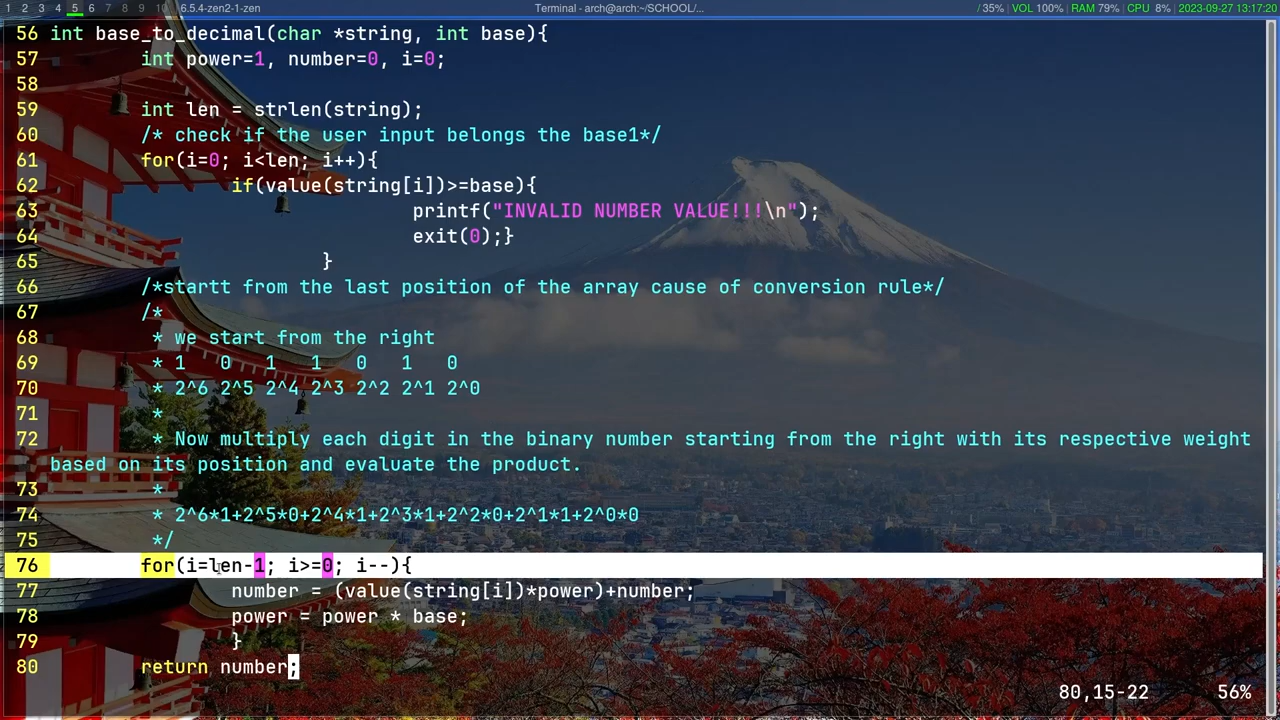 1 2 3 4 5 6 7 8 9 10 6.5.4-zen2-1-zen Terminal - arch@arch:~/SCHOOL/... / 35% VOL 100% RAM 79% CPU 8% 2023-09-27 13:17:20
56 int base_to_decimal(char *string, int base){
57 int power=1, number=0, i=0;
58
59 int len = strlen(string);
60 /* check if the user input belongs the base1*/
61 for(i=0; i<len; i++){
62 if(value(string[i])>=base){
63 printf("INVALID NUMBER VALUE!!!\n");
64 exit(0);}
65 }
66 /*startt from the last position of the array cause of conversion rule*/
67 /*
68 * we start from the right
69 * 1 0 1 1 0 1 0
70 * 2^6 2^5 2^4 2^3 2^2 2^1 2^0
71 *
72 * Now multiply each digit in the binary number starting from the right with its respective weight
based on its position and evaluate the product.
73 *
74 * 2^6*1+2^5*0+2^4*1+2^3*1+2^2*0+2^1*1+2^0*0
75 */
76 for(i=len-1; i>=0; i--){
77 number = (value(string[i])*power)+number;
78 power = power * base;
79 }
80 return number;
80,15-22 56%